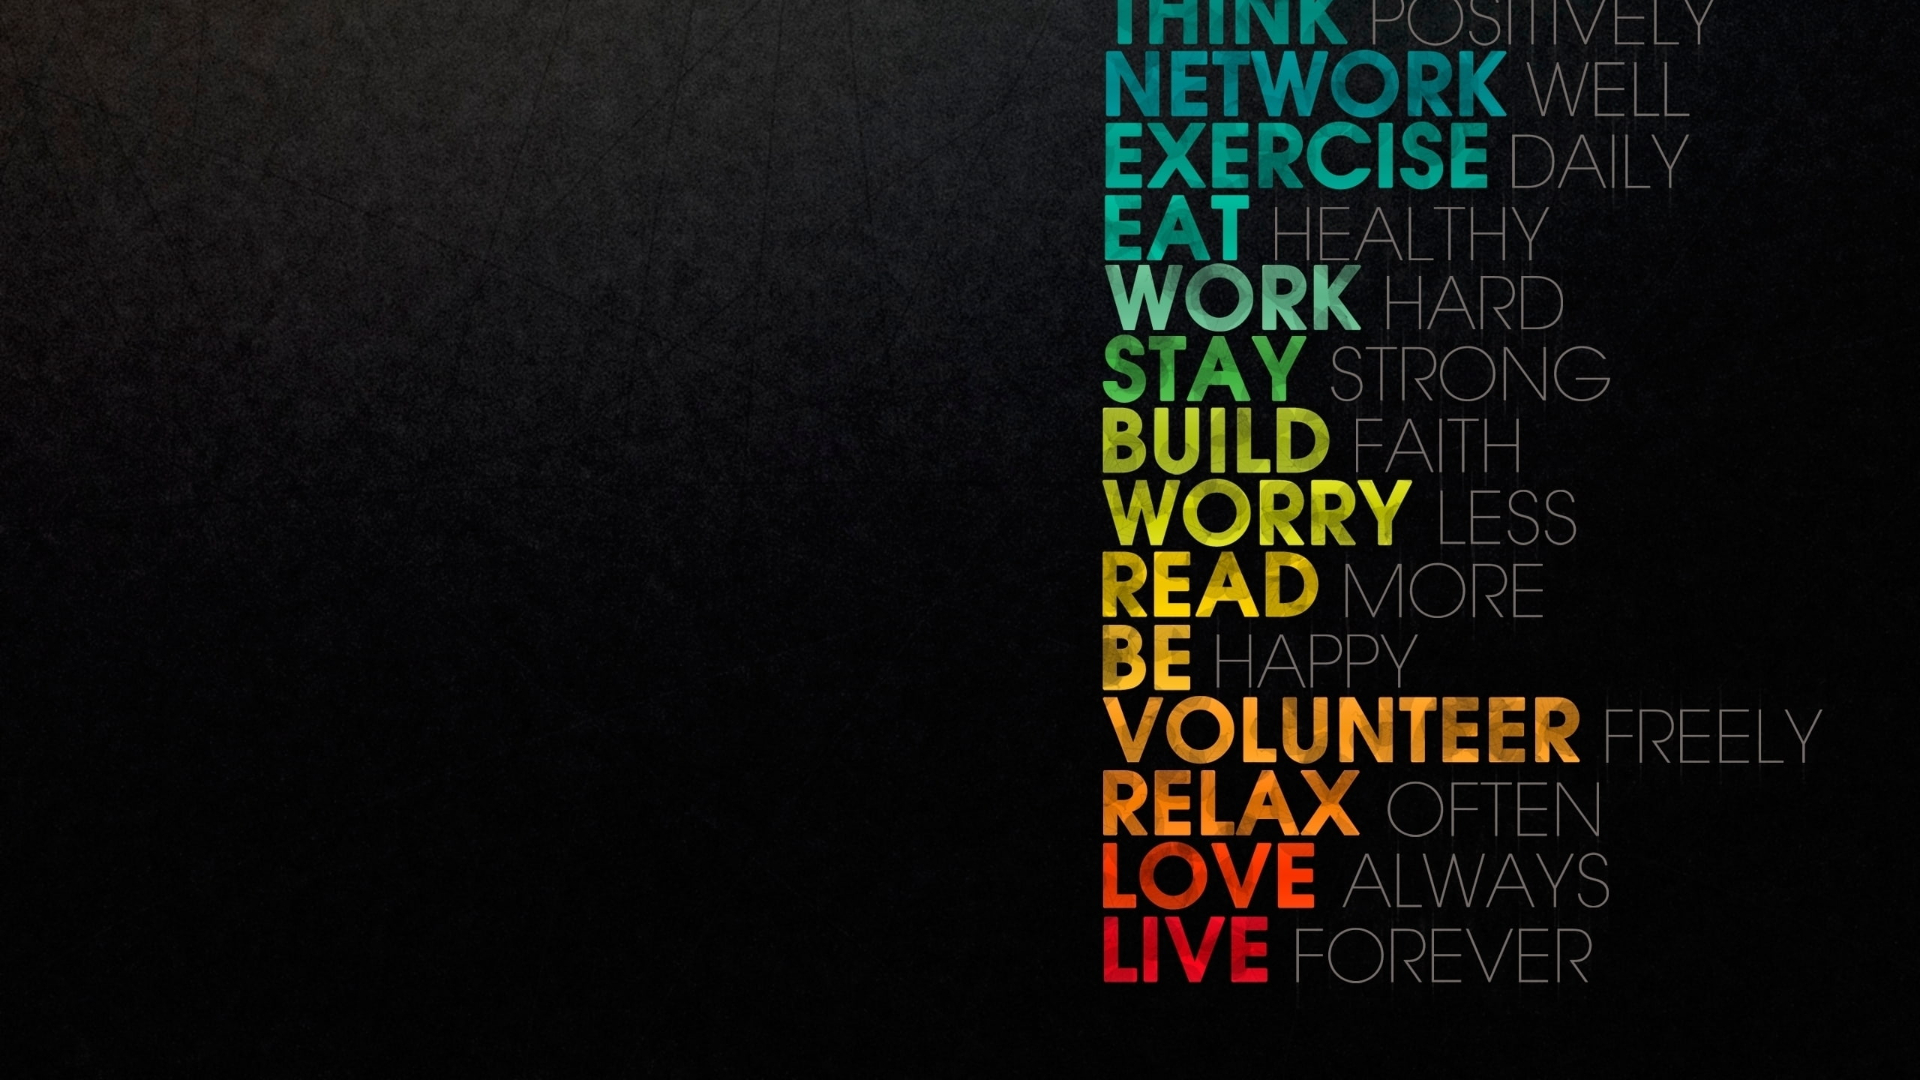 THINK POSITIVELY
NETWORK WELL
EXERCISE DAILY
EAT HEALTHY
WORK HARD
STAY STRONG
BUILD FAITH
WORRY LESS
READ MORE
BE HAPPY
VOLUNTEER FREELY
RELAX OFTEN
LOVE ALWAYS
LIVE FOREVER